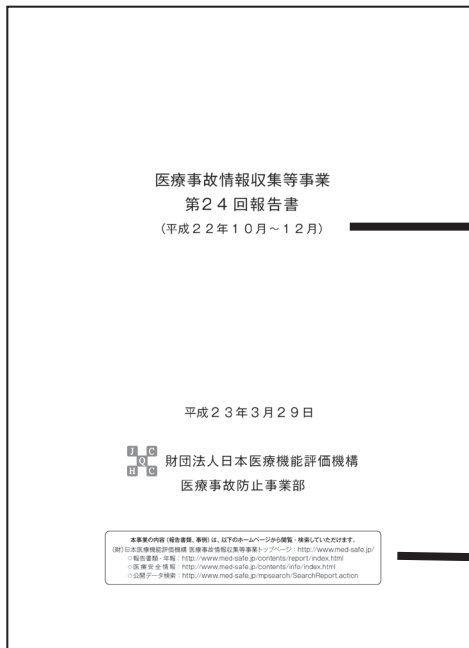 医療事故情報収集等事業
第２４回報告書
（平成２２年１０月～１２月）
平成２３年３月２９日
J C
Q
H C
財団法人日本医療機能評価機構
医療事故防止事業部
本事業の内容（報告書類、事例）は、以下のホームページから閲覧・検索していただけます。
（財）日本医療機能評価機構 医療事故情報収集等事業トップページ：http://www.med-safe.jp/
○報告書類・年報：http://www.med-safe.jp/contents/report/index.html
○医療安全情報：http://www.med-safe.jp/contents/info/index.html
○公開データ検索：http://www.med-safe.jp/mpsearch/SearchReport.action